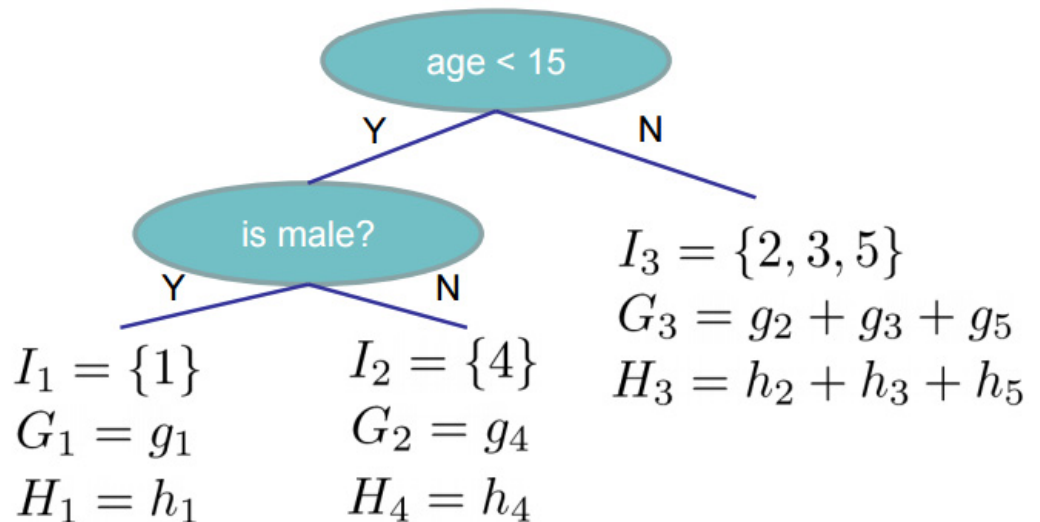 age < 15
Y
N
is male?
Y
N
I₁ = {1}
G₁ = g₁
H₁ = h₁
I₂ = {4}
G₂ = g₄
H₄ = h₄
I₃ = {2, 3, 5}
G₃ = g₂ + g₃ + g₅
H₃ = h₂ + h₃ + h₅